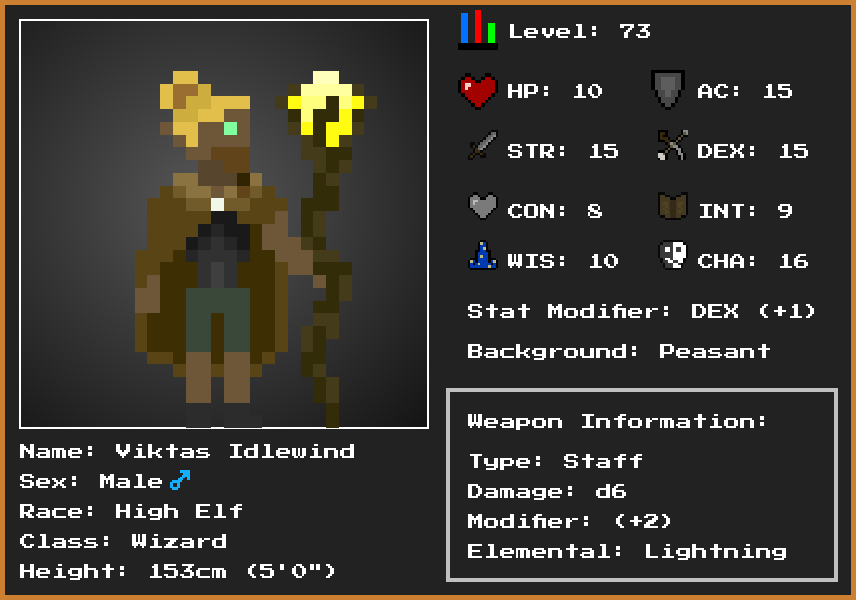 Level: 73
HP: 10
AC: 15
STR: 15
DEX: 15
CON: 8
INT: 9
WIS: 10
CHA: 16
Stat Modifier: DEX (+1)
Background: Peasant
Weapon Information:
Type: Staff
Damage: d6
Modifier: (+2)
Elemental: Lightning
Name: Viktas Idlewind
Sex: Male♂
Race: High Elf
Class: Wizard
Height: 153cm (5'0")